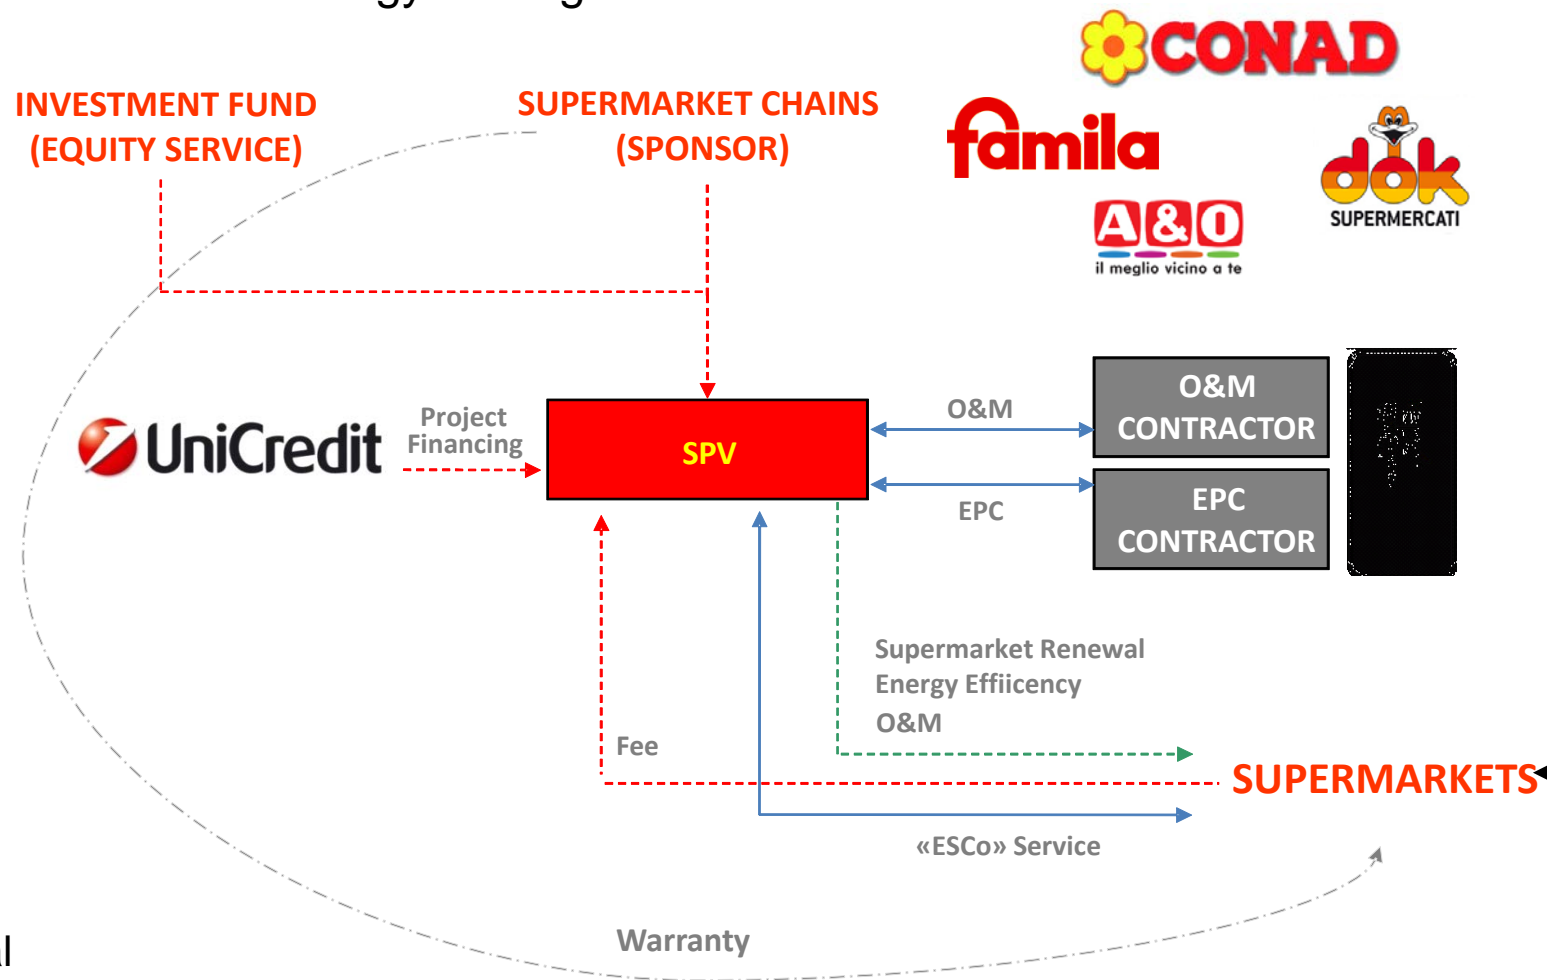 CONAD
INVESTMENT FUND
(EQUITY SERVICE)
SUPERMARKET CHAINS
(SPONSOR)
famila
dok
SUPERMERCATI
A&O
il meglio vicino a te
UniCredit
Project
Financing
SPV
O&M
O&M
CONTRACTOR
EPC
EPC
CONTRACTOR
Supermarket Renewal
Energy Effiicency
O&M
Fee
SUPERMARKETS
«ESCo» Service
Warranty